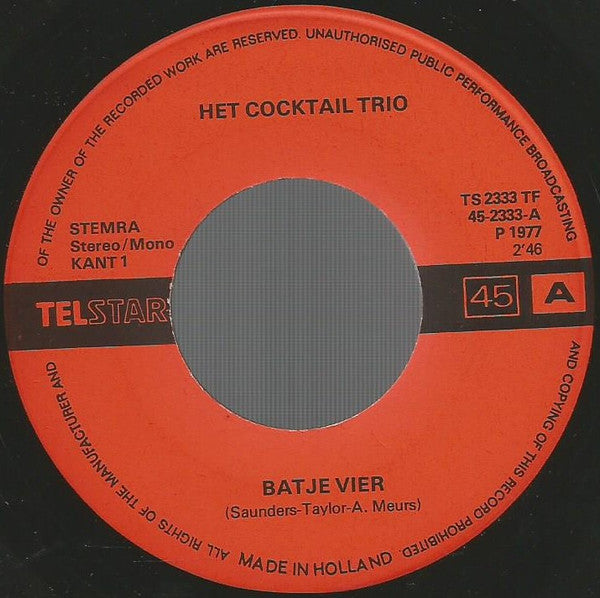 ALL RIGHTS OF THE MANUFACTURER AND OF THE OWNER OF THE RECORDED WORK ARE RESERVED. UNAUTHORISED PUBLIC PERFORMANCE BROADCASTING AND COPYING OF THIS RECORD PROHIBITED.
HET COCKTAIL TRIO
STEMRA
Stereo/Mono
KANT 1
TS 2333 TF
45-2333-A
P 1977
2'46
TELSTAR
45 A
BATJE VIER
(Saunders-Taylor-A. Meurs)
MADE IN HOLLAND